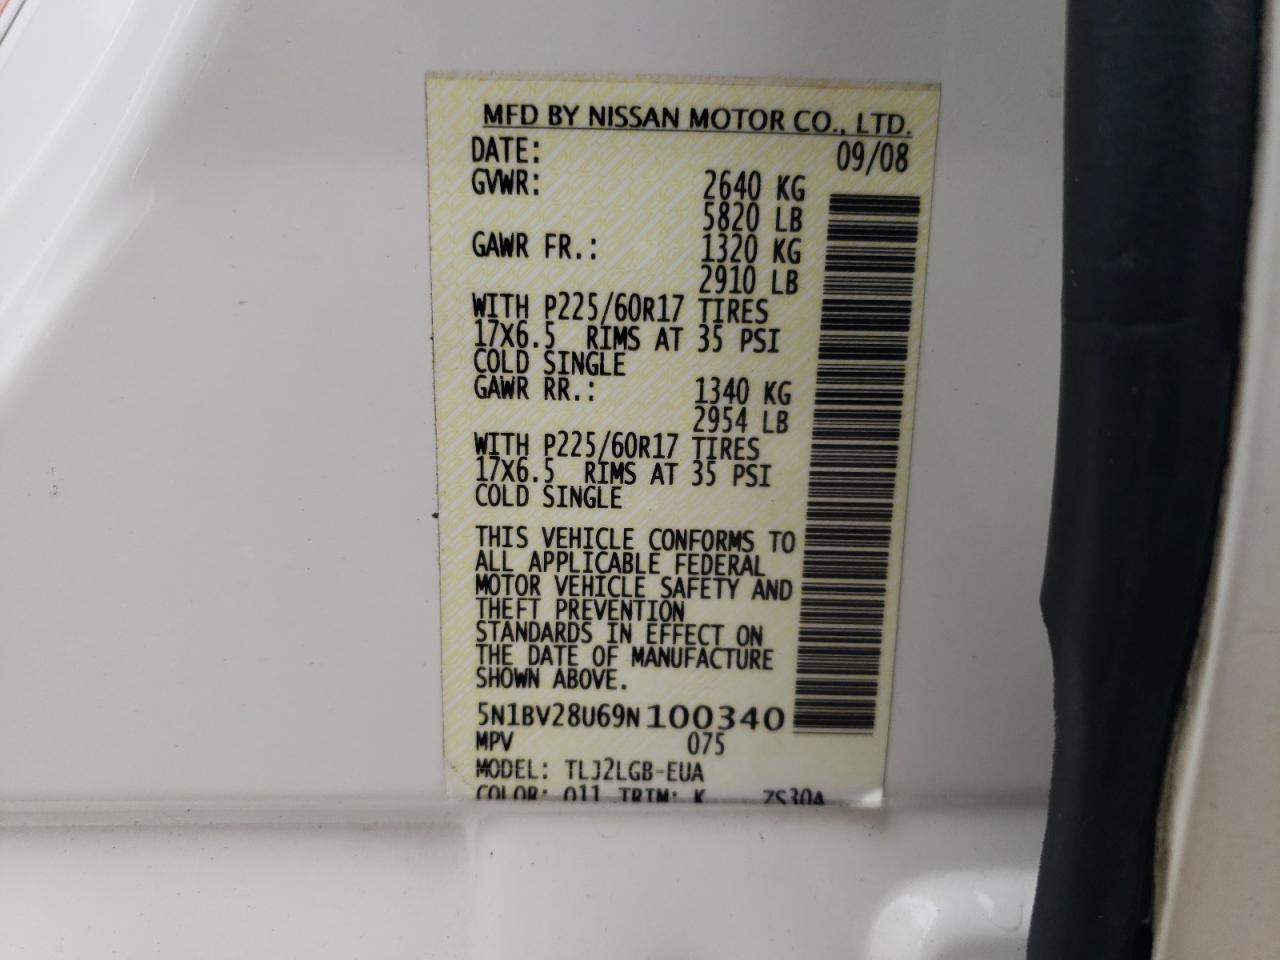 MFD BY NISSAN MOTOR CO., LTD.
DATE: 09/08
GVWR: 2640 KG
5820 LB
GAWR FR.: 1320 KG
2910 LB
WITH P225/60R17 TIRES
17X6.5 RIMS AT 35 PSI
COLD SINGLE
GAWR RR.: 1340 KG
2954 LB
WITH P225/60R17 TIRES
17X6.5 RIMS AT 35 PSI
COLD SINGLE
THIS VEHICLE CONFORMS TO
ALL APPLICABLE FEDERAL
MOTOR VEHICLE SAFETY AND
THEFT PREVENTION
STANDARDS IN EFFECT ON
THE DATE OF MANUFACTURE
SHOWN ABOVE.
5N1BV28U69N100340
MPV 075
MODEL: TLJ2LGB-EUA
COLOR: 011 TRIM: K